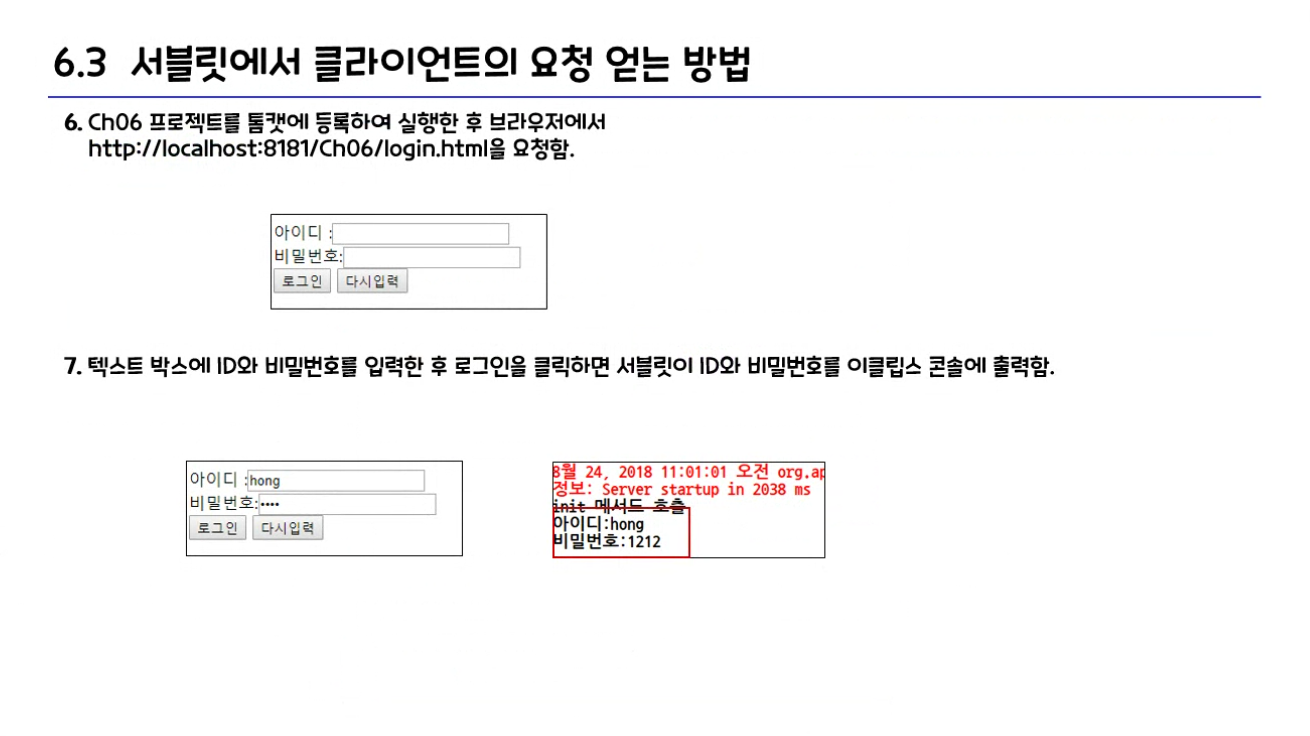 6.3 서블릿에서 클라이언트의 요청 얻는 방법
6. Ch06 프로젝트를 톰캣에 등록하여 실행한 후 브라우저에서
http://localhost:8181/Ch06/login.html을 요청함.
아이디 :
비밀번호:
로그인 다시입력
7. 텍스트 박스에 ID와 비밀번호를 입력한 후 로그인을 클릭하면 서블릿이 ID와 비밀번호를 이클립스 콘솔에 출력함.
아이디 :hong
비밀번호:••••
로그인 다시입력
8월 24, 2018 11:01:01 오전 org.ap
정보: Server startup in 2038 ms
init 메서드 호출
아이디:hong
비밀번호:1212